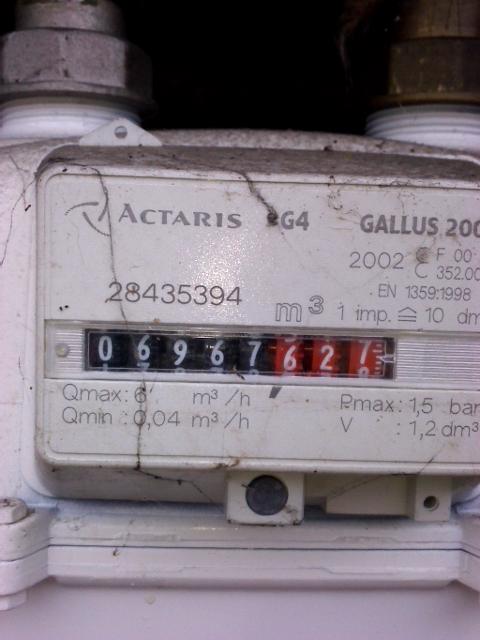 ACTARIS G4 GALLUS 200
2002 F 00
C 352.00
28435394 EN 1359:1998
m³ 1 imp. ≙ 10 dm
0 6 9 6 7 6 2 7
Qmax: 6 m³/h Pmax: 1,5 bar
Qmin: 0,04 m³/h V : 1,2 dm³